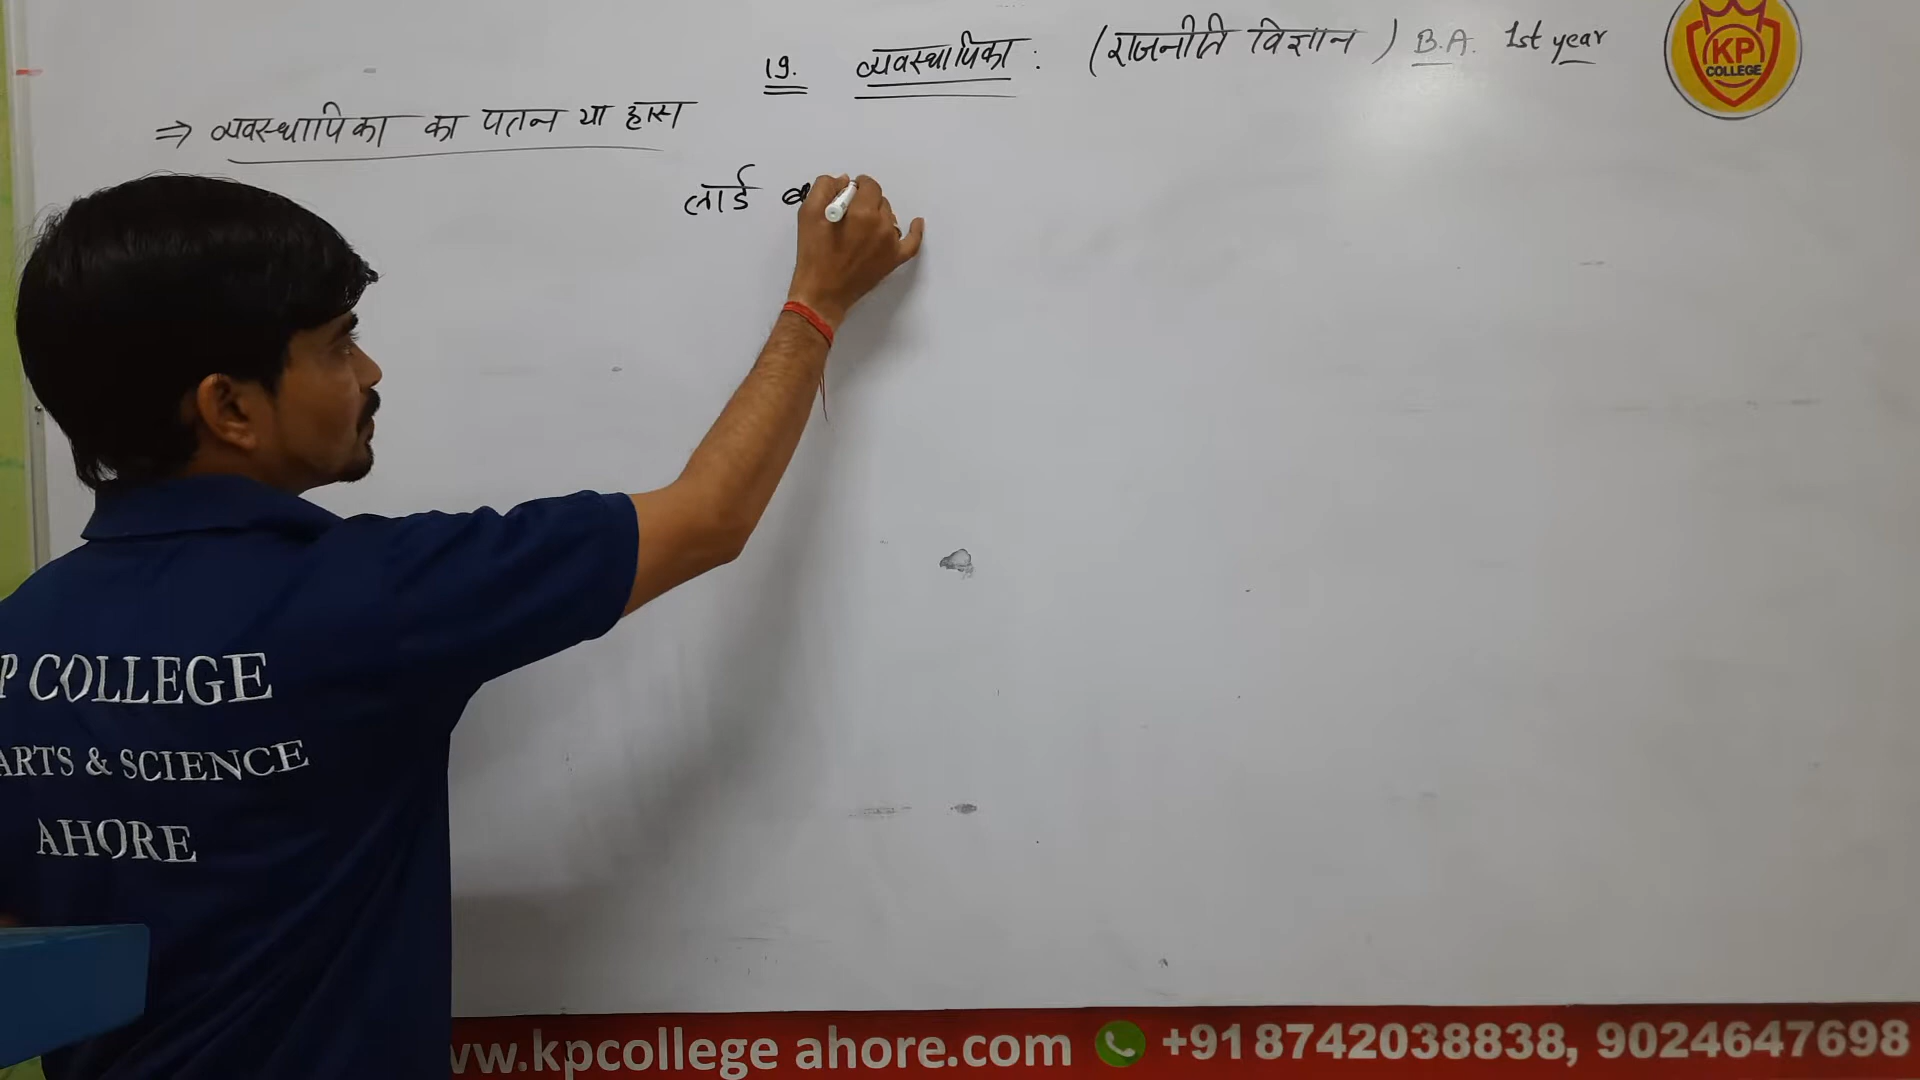 19. व्यवस्थापिका : (राजनीति विज्ञान) B.A. 1st year
⇒ व्यवस्थापिका का पतन या ह्रास
लार्ड
KP
COLLEGE
P COLLEGE
ARTS & SCIENCE
AHORE
ww.kpcollege ahore.com +91 8742038838, 9024647698